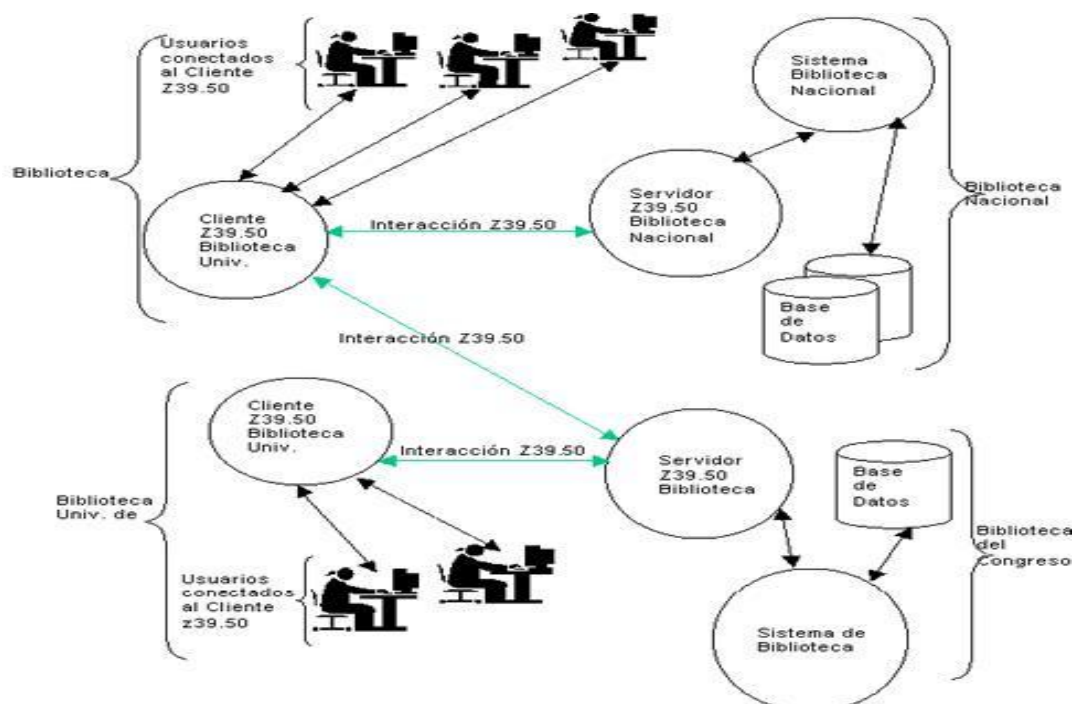 Usuarios
conectados
al Cliente
Z39.50
Biblioteca
Cliente
Z39.50
Biblioteca
Univ.
Interacción Z39.50
Sistema
Biblioteca
Nacional
Servidor
Z39.50
Biblioteca
Nacional
Biblioteca
Nacional
Base
de
Datos
Interacción Z39.50
Cliente
Z39.50
Biblioteca
Univ.
Interacción Z39.50
Servidor
Z39.50
Biblioteca
Base
de
Datos
Biblioteca
Univ. de
Biblioteca
del
Congreso
Usuarios
conectados
al Cliente
z39.50
Sistema de
Biblioteca